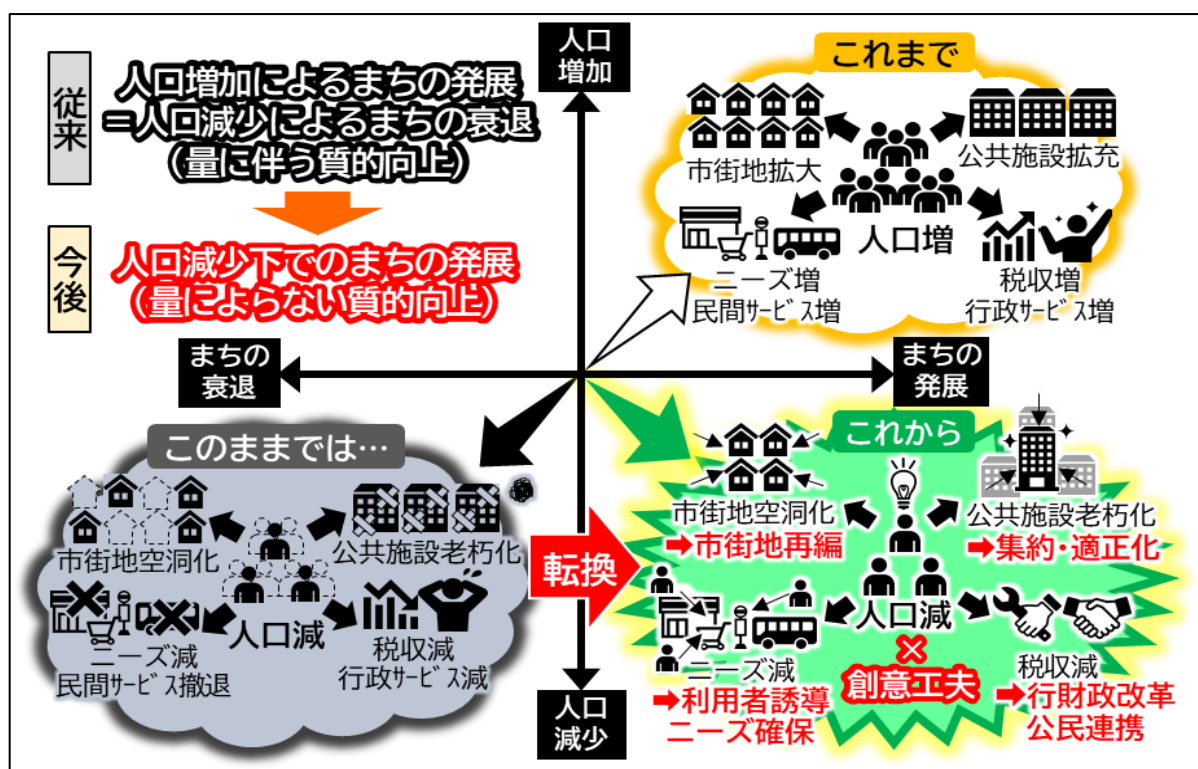 従来
人口増加によるまちの発展
＝人口減少によるまちの衰退
（量に伴う質的向上）
今後
人口減少下でのまちの発展
（量によらない質的向上）
人口
増加
これまで
市街地拡大
公共施設拡充
人口増
ニーズ増
民間ｻｰﾋﾞｽ増
税収増
行政ｻｰﾋﾞｽ増
まちの
衰退
まちの
発展
このままでは…
市街地空洞化
公共施設老朽化
人口減
ニーズ減
民間ｻｰﾋﾞｽ撤退
税収減
行政ｻｰﾋﾞｽ減
転換
これから
市街地空洞化
➡市街地再編
公共施設老朽化
➡集約・適正化
人口減
×
創意工夫
ニーズ減
➡利用者誘導
ニーズ確保
税収減
➡行財政改革
公民連携
人口
減少